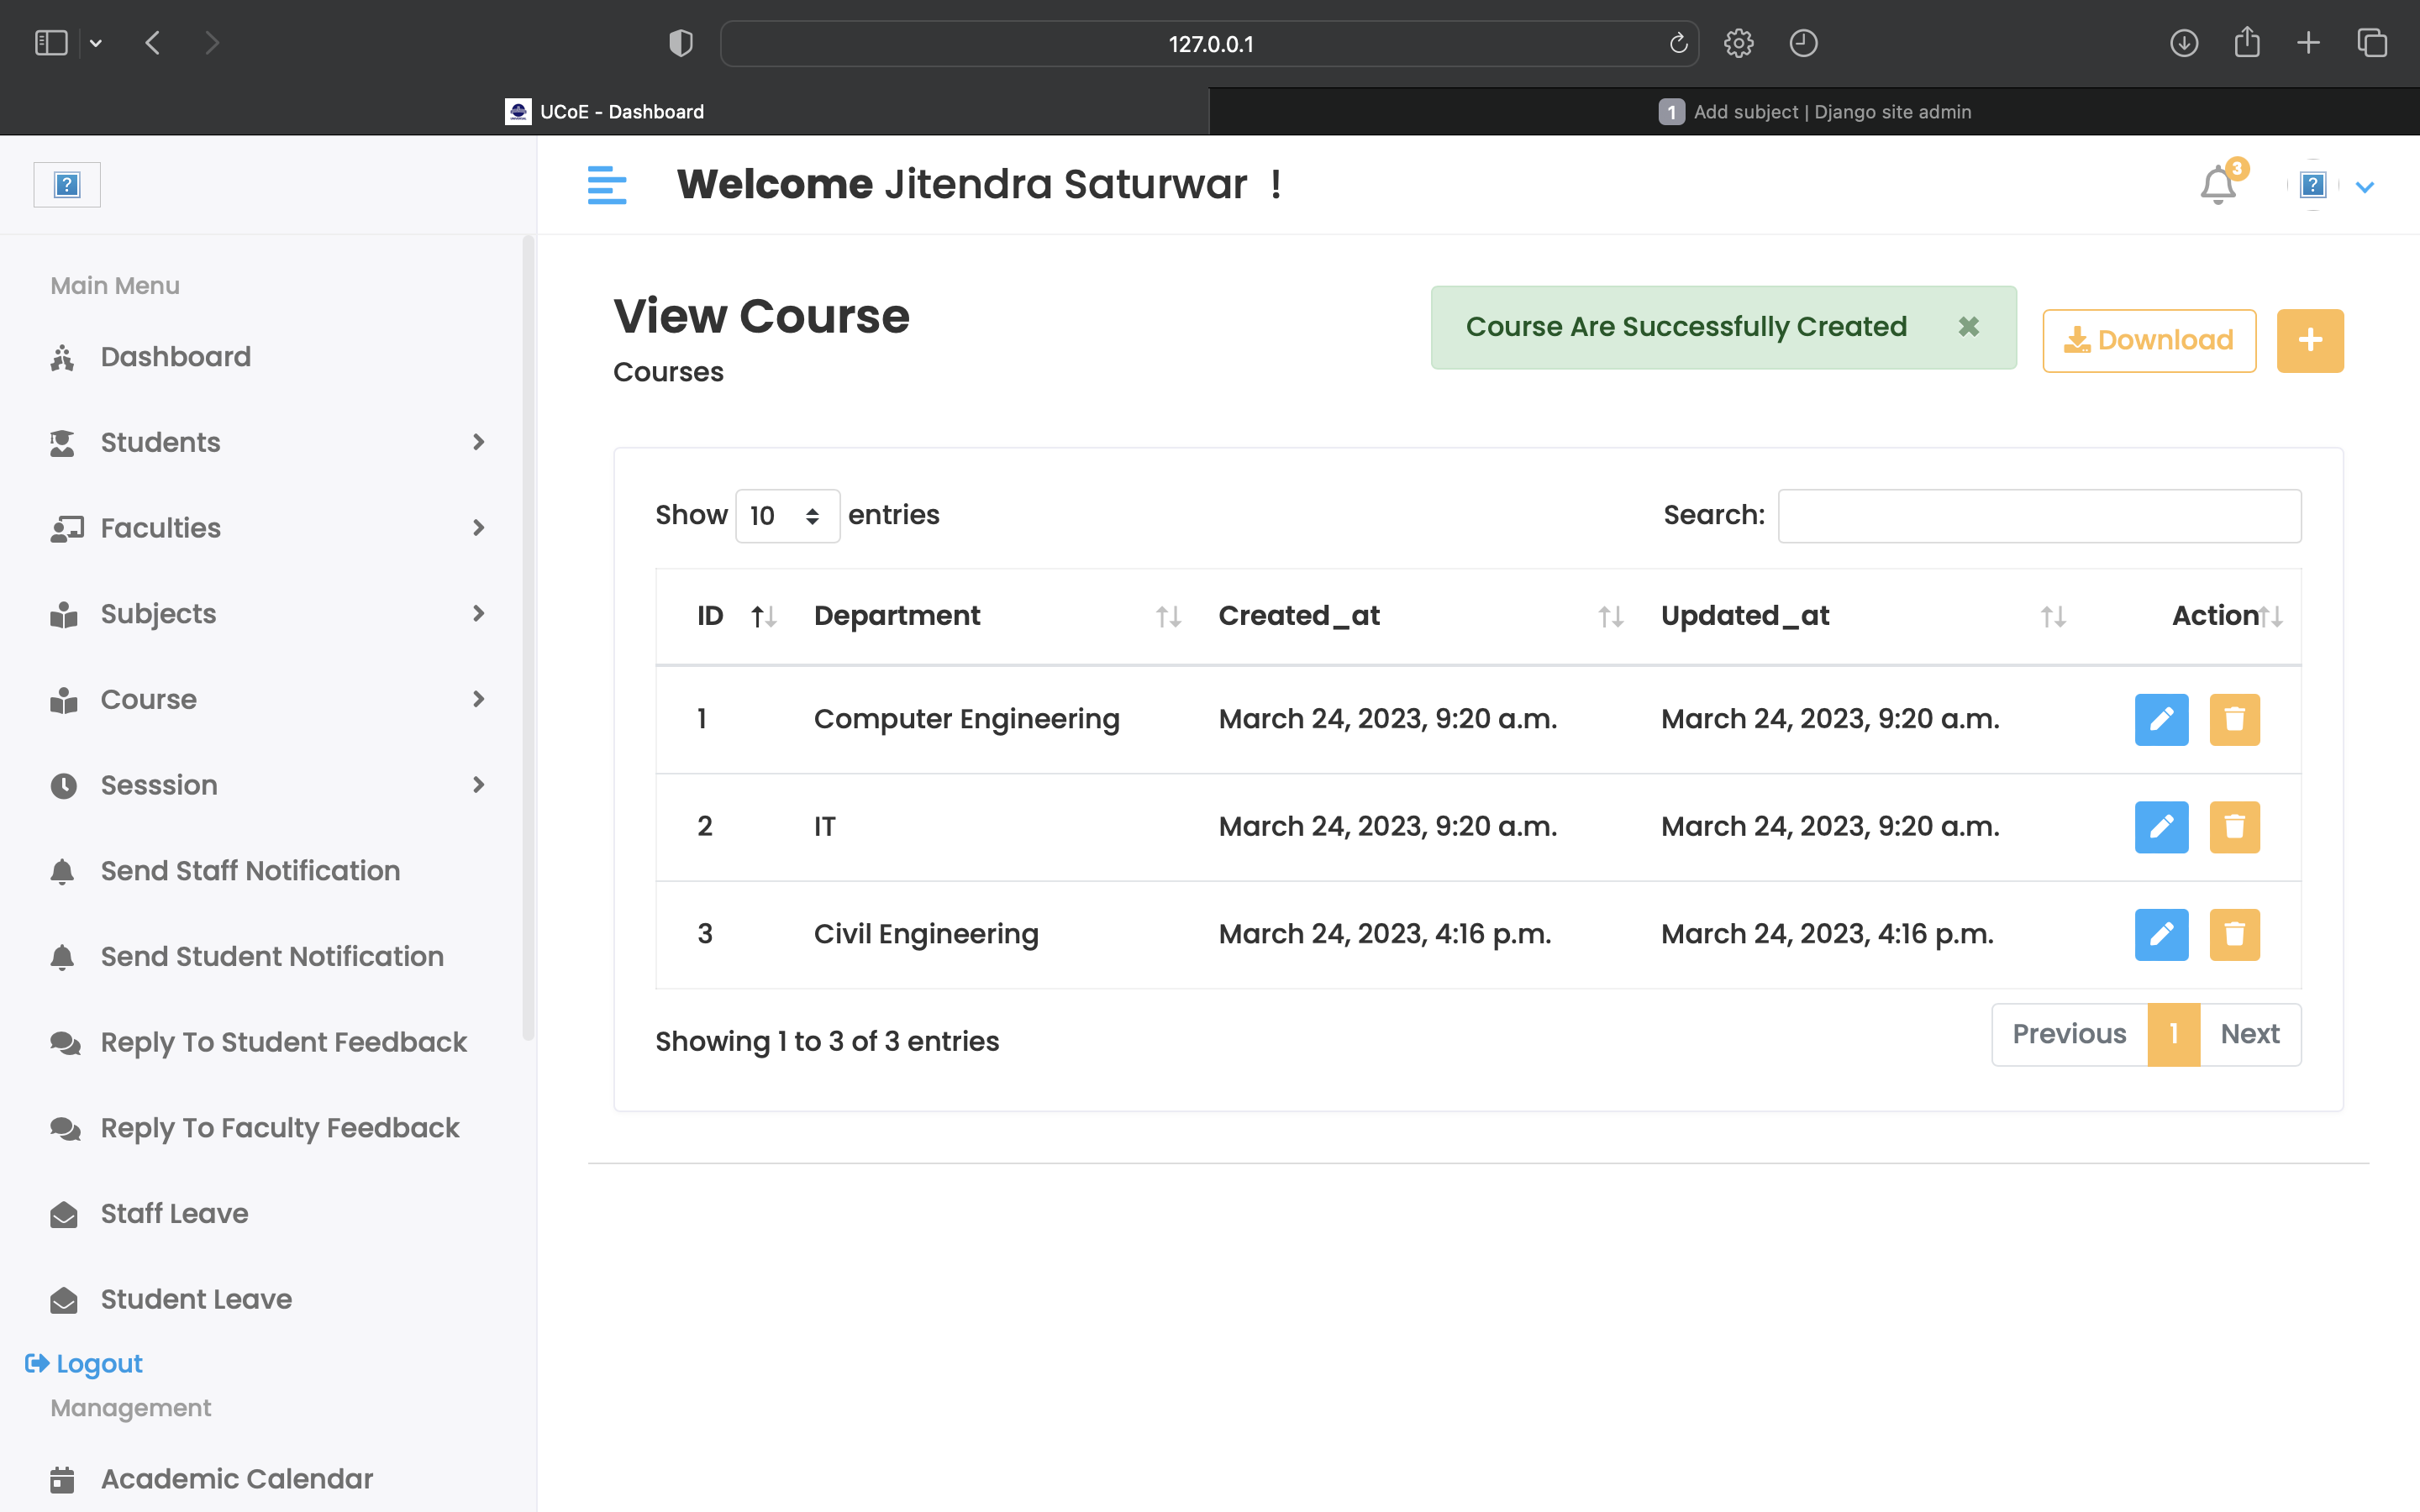 127.0.0.1
UCoE - Dashboard
1 Add subject | Django site admin
Welcome Jitendra Saturwar !
3
Main Menu
Dashboard
Students
Faculties
Subjects
Course
Sesssion
Send Staff Notification
Send Student Notification
Reply To Student Feedback
Reply To Faculty Feedback
Staff Leave
Student Leave
Logout
Management
Academic Calendar
View Course
Courses
Course Are Successfully Created
Download
Show 10 entries
Search:
ID Department Created_at Updated_at Action
1 Computer Engineering March 24, 2023, 9:20 a.m. March 24, 2023, 9:20 a.m.
2 IT March 24, 2023, 9:20 a.m. March 24, 2023, 9:20 a.m.
3 Civil Engineering March 24, 2023, 4:16 p.m. March 24, 2023, 4:16 p.m.
Showing 1 to 3 of 3 entries
Previous 1 Next